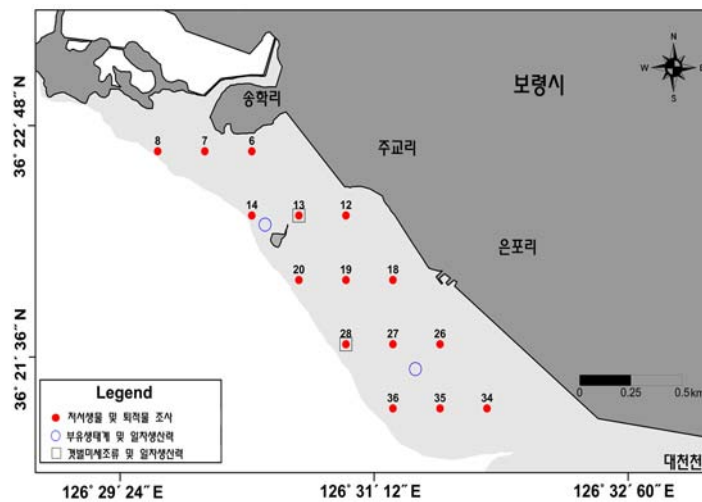 N
W
E
S
보령시
송학리
주교리
은포리
대천천
36° 22′ 48″ N
36° 21′ 36″ N
8
7
6
14
13
12
20
19
18
28
27
26
36
35
34
Legend
저서생물 및 퇴적물 조사
부유생태계 및 일차생산력
갯벌미세조류 및 일차생산력
0
0.25
0.5km
126° 29′ 24″ E
126° 31′ 12″ E
126° 32′ 60″ E